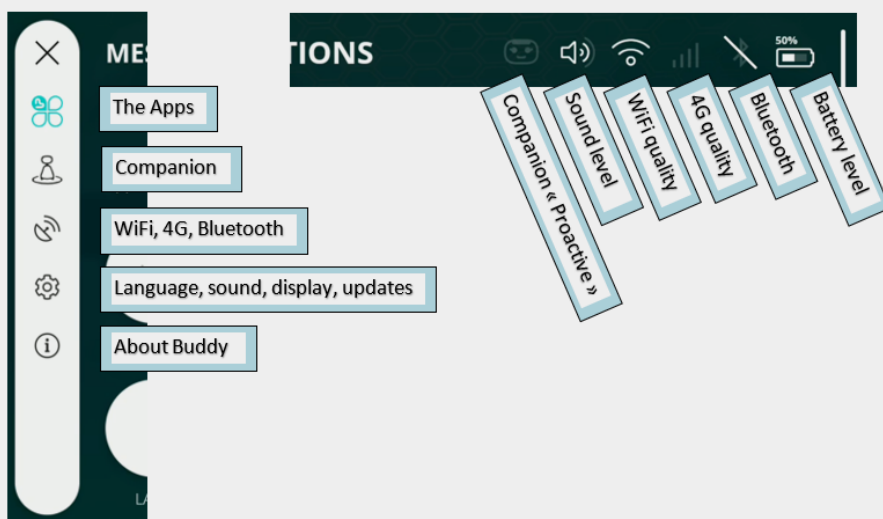 MES
TIONS
50%
The Apps
Companion
WiFi, 4G, Bluetooth
Language, sound, display, updates
About Buddy
Companion « Proactive »
Sound level
WiFi quality
4G quality
Bluetooth
Battery level
LA